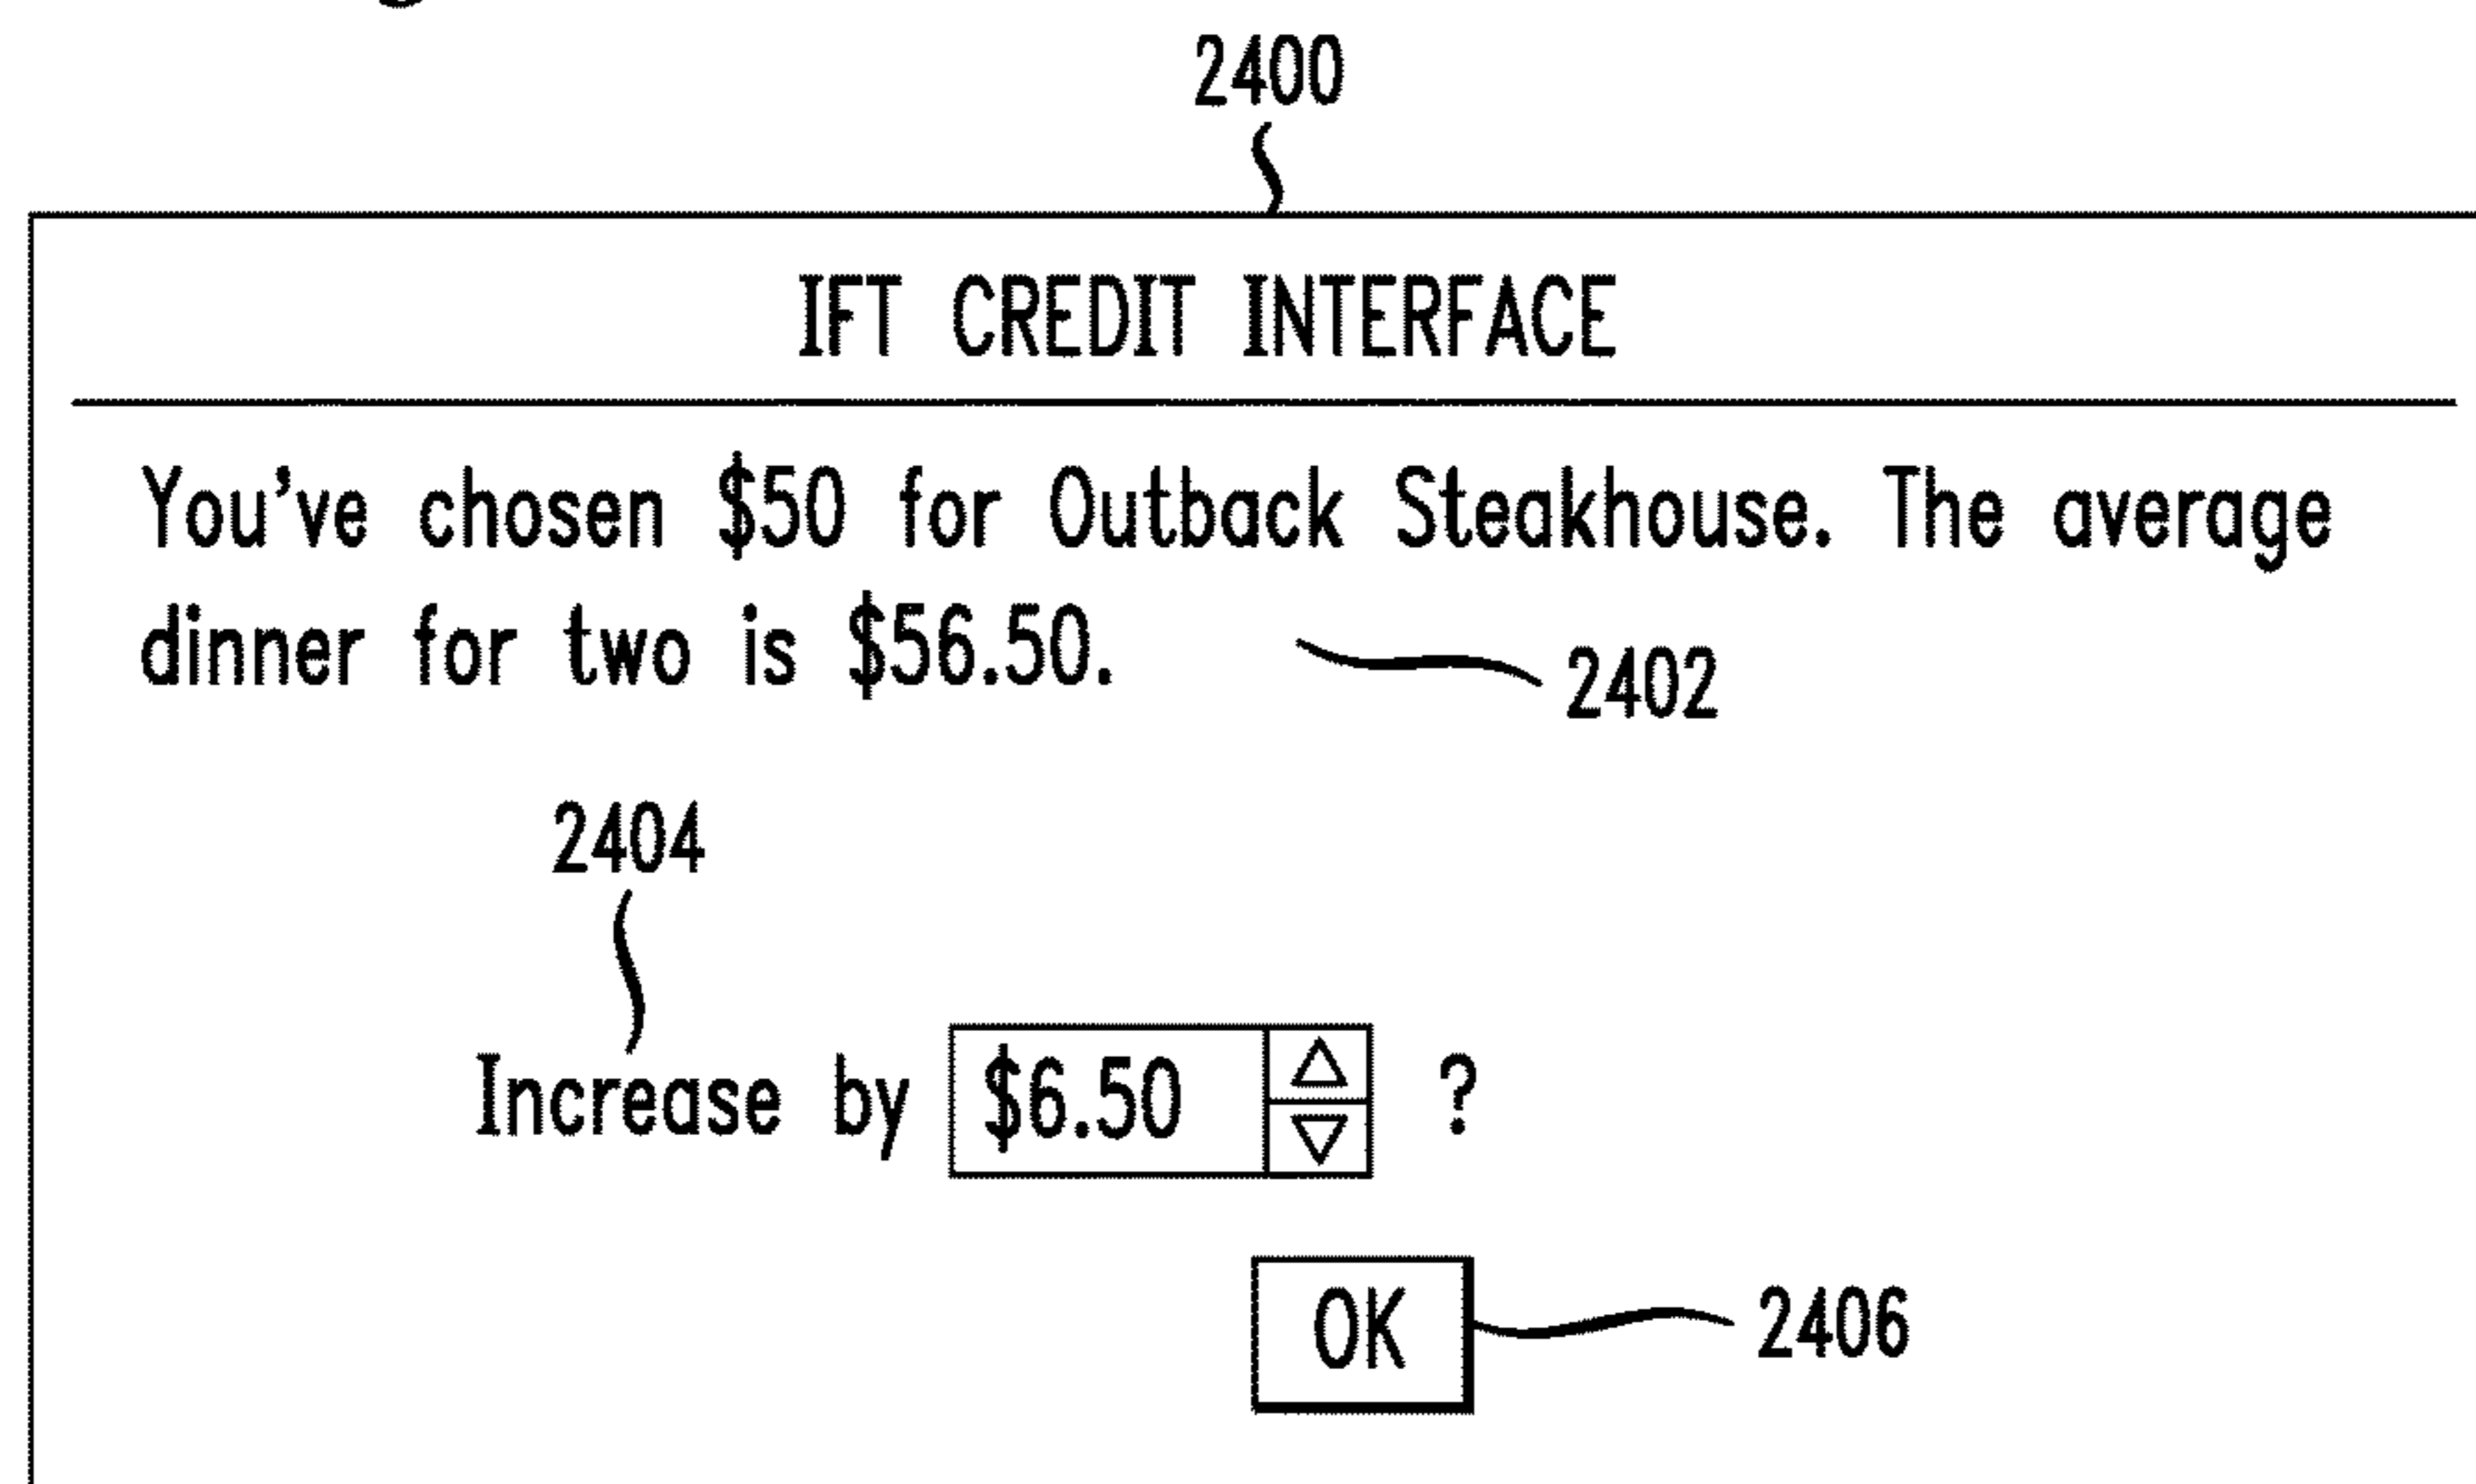 2400
IFT CREDIT INTERFACE
You've chosen $50 for Outback Steakhouse. The average
dinner for two is $56.50.
2402
2404
Increase by $6.50 ?
OK 2406